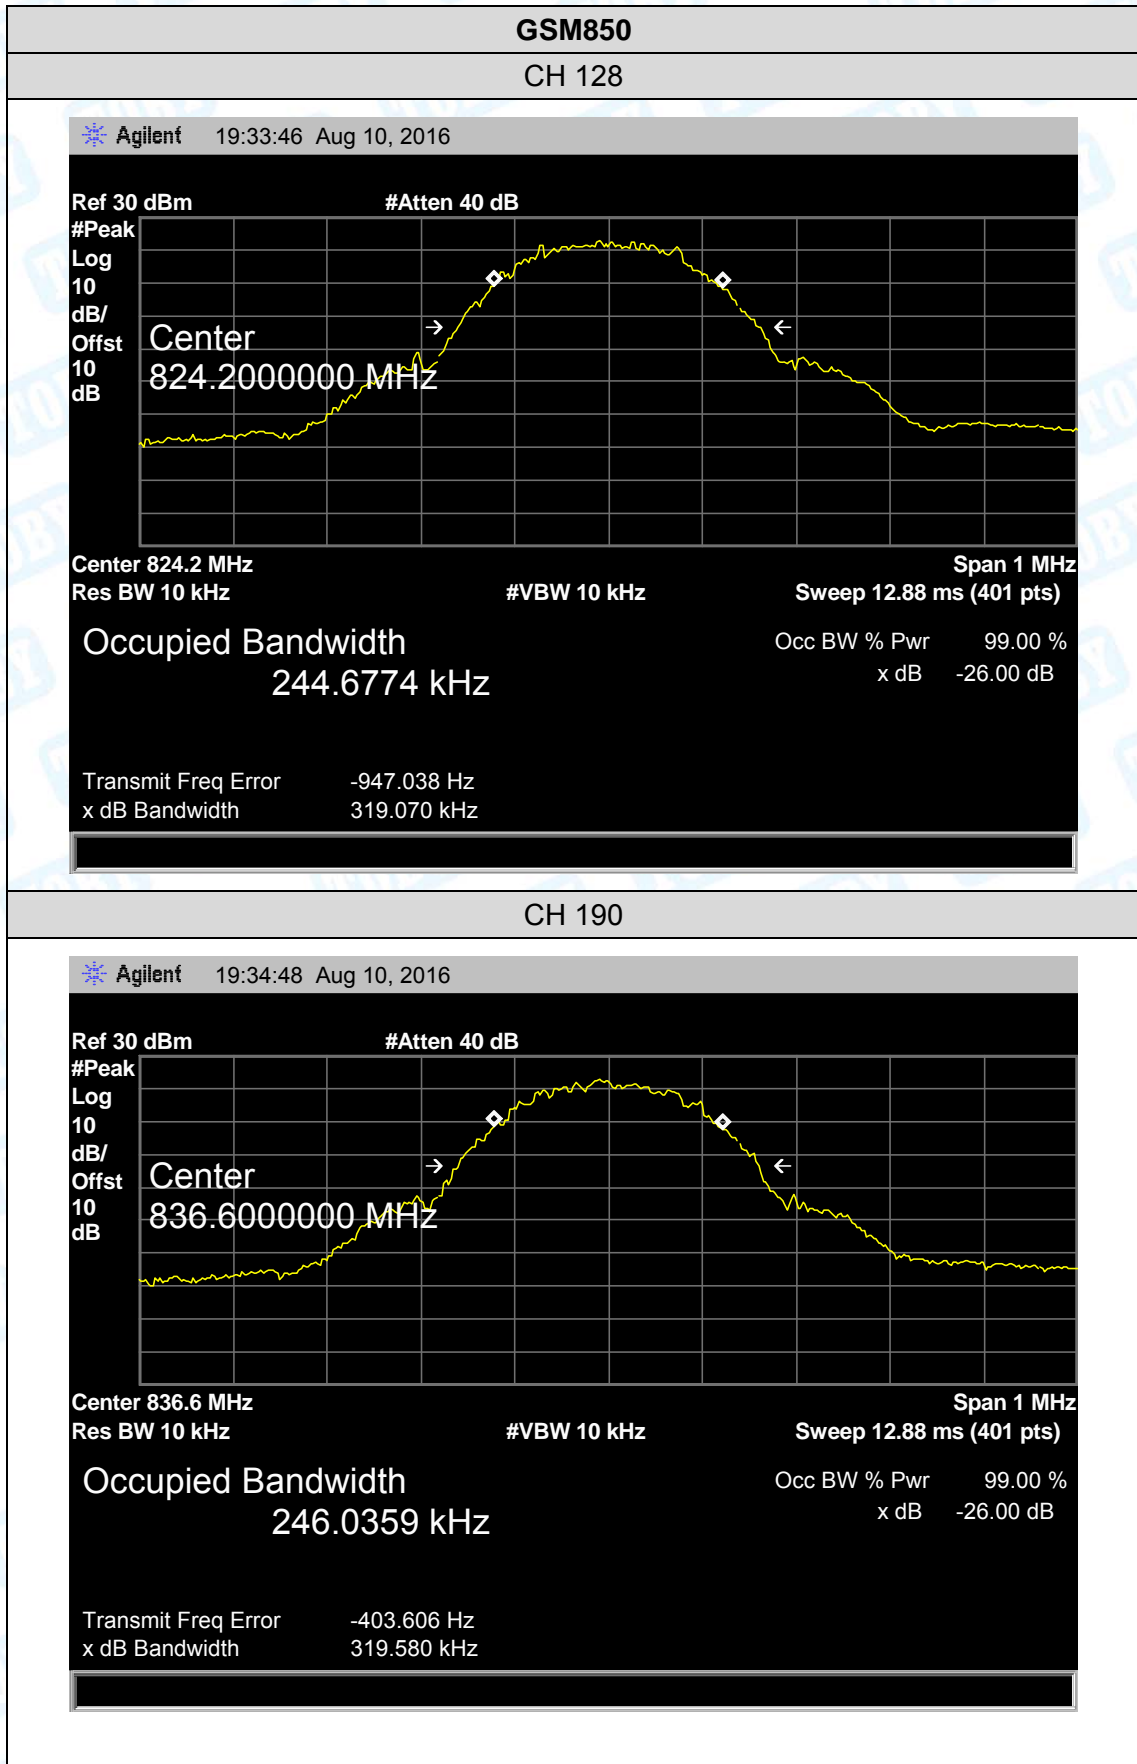 GSM850
CH 128
Agilent 19:33:46 Aug 10, 2016
Ref 30 dBm #Atten 40 dB
#Peak
Log
10
dB/
Offst
10
dB
Center
824.2000000 MHz
Center 824.2 MHz Span 1 MHz
Res BW 10 kHz #VBW 10 kHz Sweep 12.88 ms (401 pts)
Occupied Bandwidth Occ BW % Pwr 99.00 %
244.6774 kHz x dB -26.00 dB
Transmit Freq Error -947.038 Hz
x dB Bandwidth 319.070 kHz
CH 190
Agilent 19:34:48 Aug 10, 2016
Ref 30 dBm #Atten 40 dB
#Peak
Log
10
dB/
Offst
10
dB
Center
836.6000000 MHz
Center 836.6 MHz Span 1 MHz
Res BW 10 kHz #VBW 10 kHz Sweep 12.88 ms (401 pts)
Occupied Bandwidth Occ BW % Pwr 99.00 %
246.0359 kHz x dB -26.00 dB
Transmit Freq Error -403.606 Hz
x dB Bandwidth 319.580 kHz